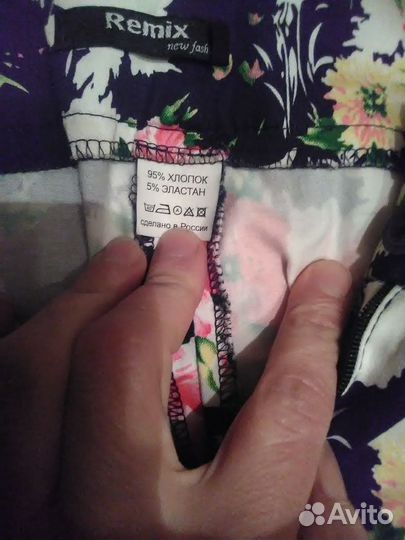 Remix
new fash
95% ХЛОПОК
5% ЭЛАСТАН
сделано в России
Avito